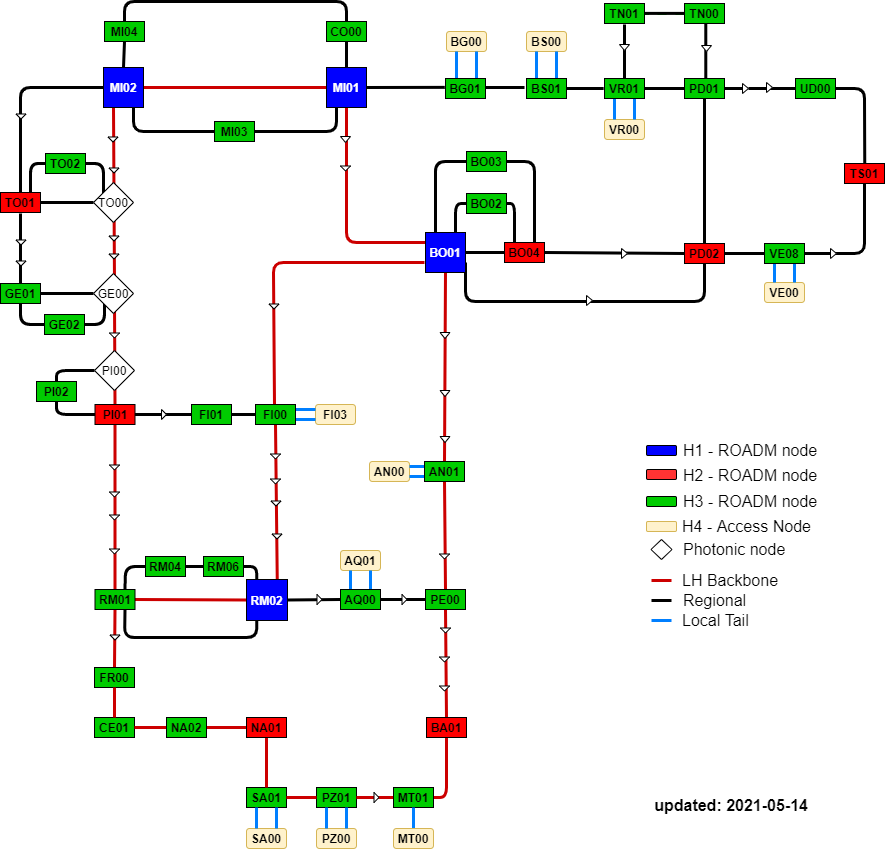 TN01
TN00
MI04
CO00
BG00
BS00
MI02
MI01
BG01
BS01
VR01
PD01
UD00
MI03
VR00
TO02
BO03
TS01
TO01
TO00
BO02
BO01
BO04
PD02
VE08
GE01
GE00
VE00
GE02
PI00
PI02
PI01
FI01
FI00
FI03
H1 - ROADM node
AN00
AN01
H2 - ROADM node
H3 - ROADM node
H4 - Access Node
Photonic node
RM04
RM06
AQ01
LH Backbone
RM01
RM02
AQ00
PE00
Regional
Local Tail
FR00
CE01
NA02
NA01
BA01
SA01
PZ01
MT01
updated: 2021-05-14
SA00
PZ00
MT00